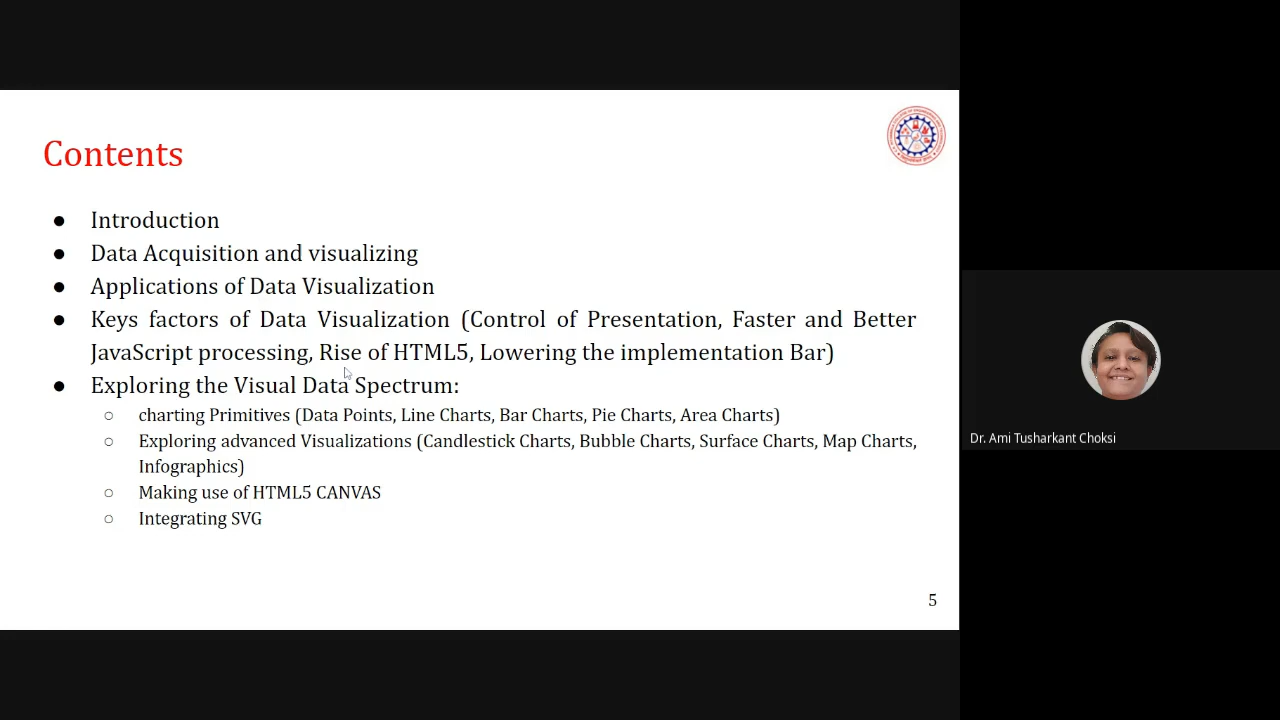 Contents
● Introduction
● Data Acquisition and visualizing
● Applications of Data Visualization
● Keys factors of Data Visualization (Control of Presentation, Faster and Better
JavaScript processing, Rise of HTML5, Lowering the implementation Bar)
● Exploring the Visual Data Spectrum:
○ charting Primitives (Data Points, Line Charts, Bar Charts, Pie Charts, Area Charts)
○ Exploring advanced Visualizations (Candlestick Charts, Bubble Charts, Surface Charts, Map Charts,
Infographics)
○ Making use of HTML5 CANVAS
○ Integrating SVG
5
Dr. Ami Tusharkant Choksi